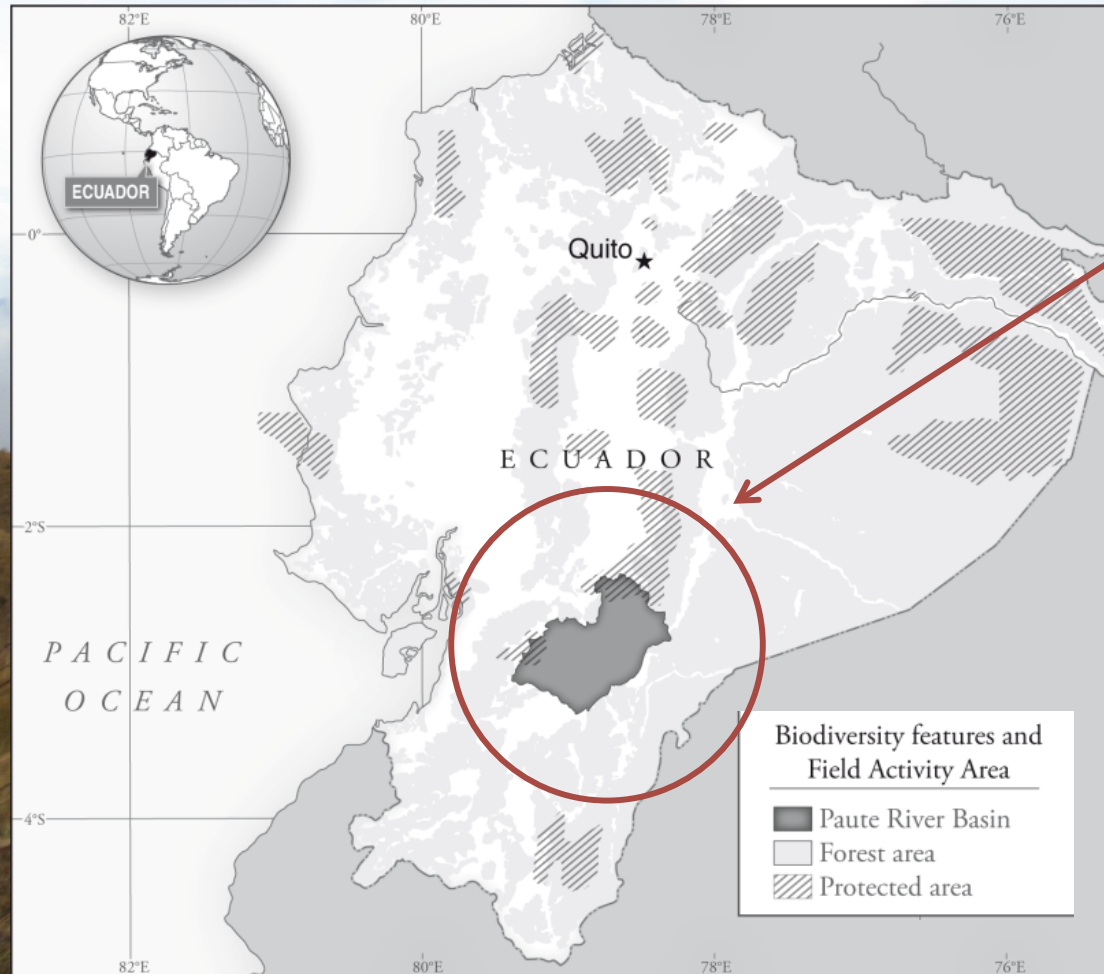 82°E
80°E
78°E
76°E
ECUADOR
0°
Quito
ECUADOR
2°S
PACIFIC
OCEAN
Biodiversity features and
Field Activity Area
Paute River Basin
Forest area
Protected area
4°S
82°E
80°E
78°E
76°E